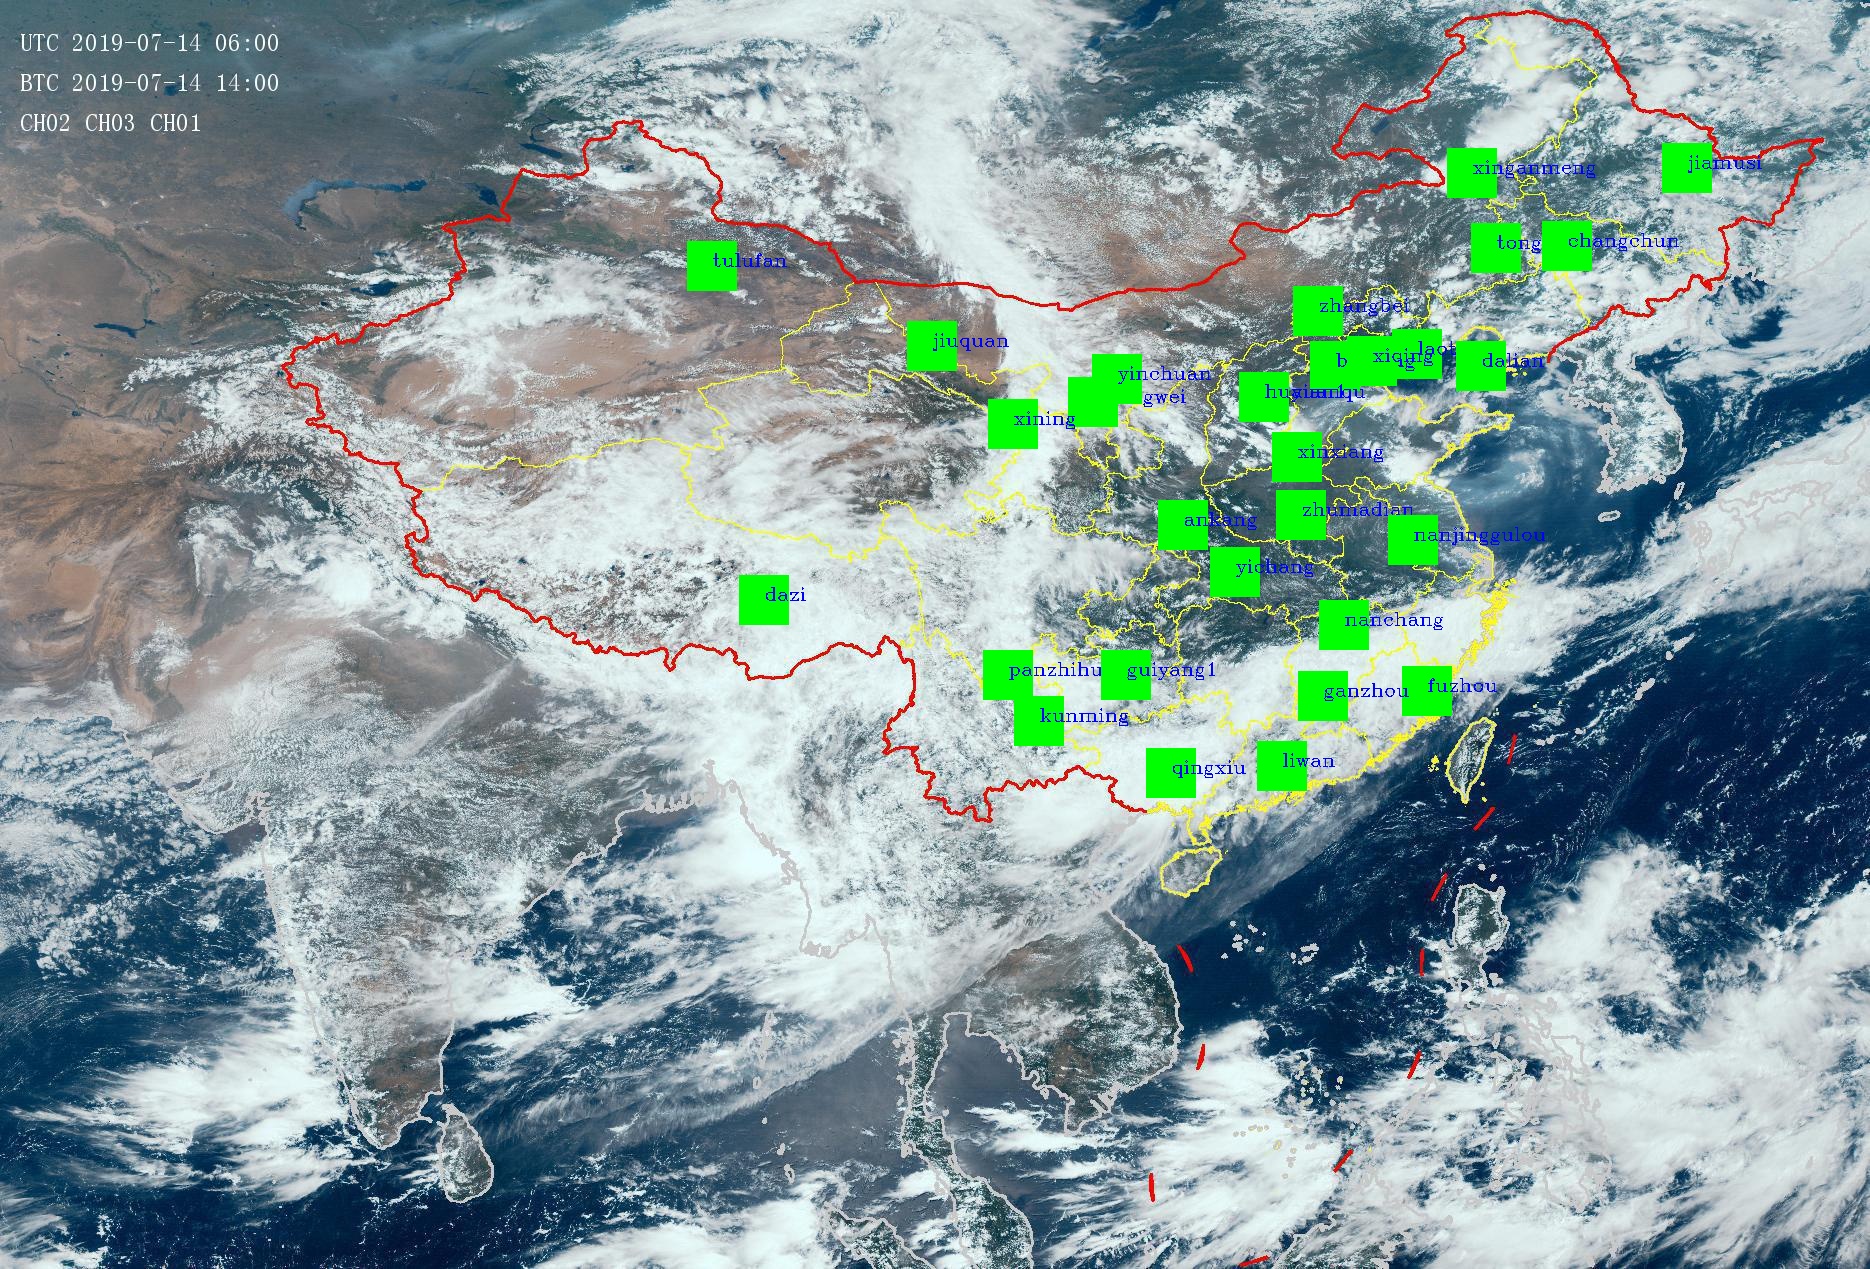 UTC 2019-07-14 06:00
BTC 2019-07-14 14:00
CH02 CH03 CH01
xinganmeng
jiamusi
tong
changchun
tulufan
zhangbei
jiuquan
xiqing
laot
dalian
yinchuan
gwei
xining
xinxiang
zhumadian
ankang
nanjinggulou
yichang
dazi
nanchang
panzhihu
guiyang1
ganzhou
fuzhou
kunming
qingxiu
liwan